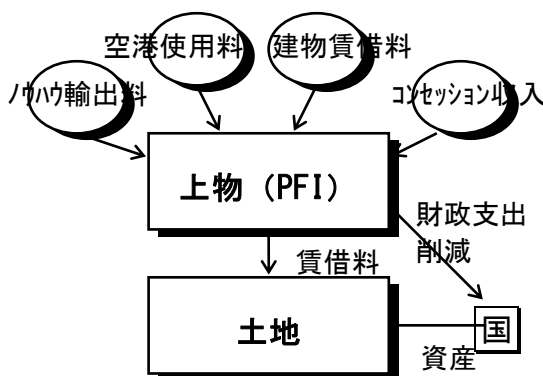 空港使用料
建物賃借料
ﾉｳﾊｳ輸出料
ｺﾝｾｯｼｮﾝ収入
上物（PFI）
財政支出
削減
賃借料
土地
国
資産